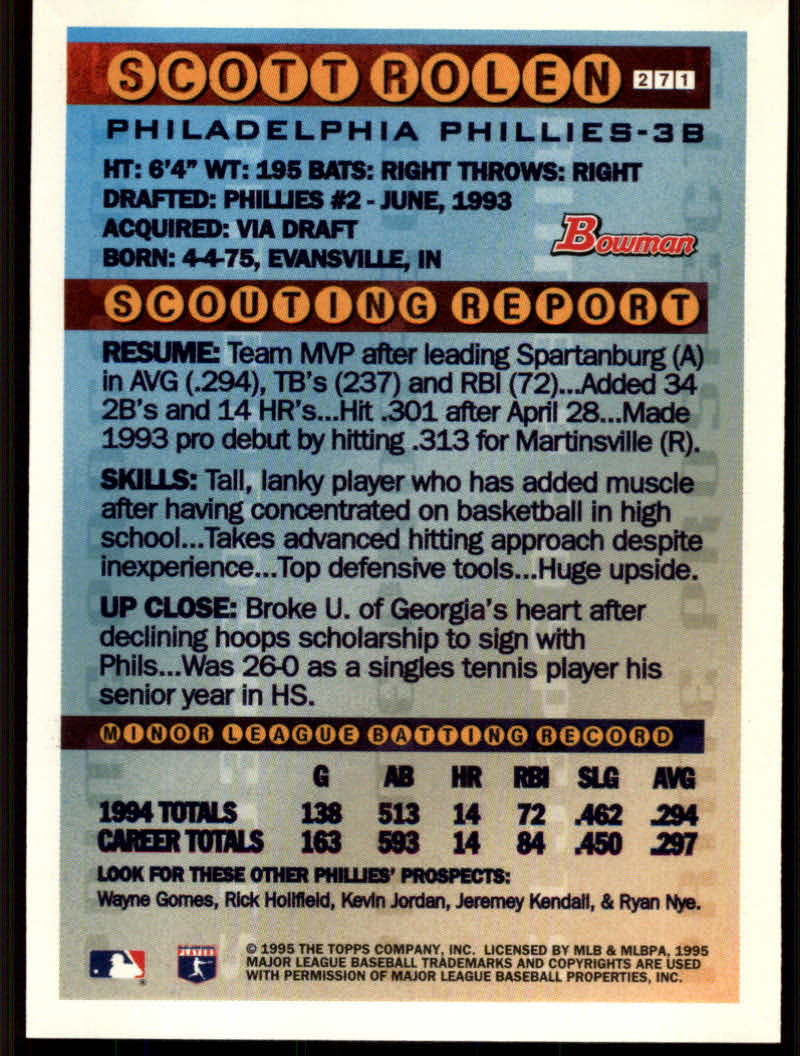 SCOTT ROLEN 271
PHILADELPHIA PHILLIES-3B
HT: 6'4" WT: 195 BATS: RIGHT THROWS: RIGHT
DRAFTED: PHILLIES #2 - JUNE, 1993
ACQUIRED: VIA DRAFT
BORN: 4-4-75, EVANSVILLE, IN
Bowman
SCOUTING REPORT
RESUME: Team MVP after leading Spartanburg (A)
in AVG (.294), TB's (237) and RBI (72)...Added 34
2B's and 14 HR's...Hit .301 after April 28...Made
1993 pro debut by hitting .313 for Martinsville (R).
SKILLS: Tall, lanky player who has added muscle
after having concentrated on basketball in high
school...Takes advanced hitting approach despite
inexperience...Top defensive tools...Huge upside.
UP CLOSE: Broke U. of Georgia's heart after
declining hoops scholarship to sign with
Phils...Was 26-0 as a singles tennis player his
senior year in HS.
MINOR LEAGUE BATTING RECORD
G AB HR RBI SLG AVG
1994 TOTALS 138 513 14 72 .462 .294
CAREER TOTALS 163 593 14 84 .450 .297
LOOK FOR THESE OTHER PHILLIES' PROSPECTS:
Wayne Gomes, Rick Hollfield, Kevin Jordan, Jeremey Kendall, & Ryan Nye.
© 1995 THE TOPPS COMPANY, INC. LICENSED BY MLB & MLBPA, 1995
MAJOR LEAGUE BASEBALL TRADEMARKS AND COPYRIGHTS ARE USED
WITH PERMISSION OF MAJOR LEAGUE BASEBALL PROPERTIES, INC.